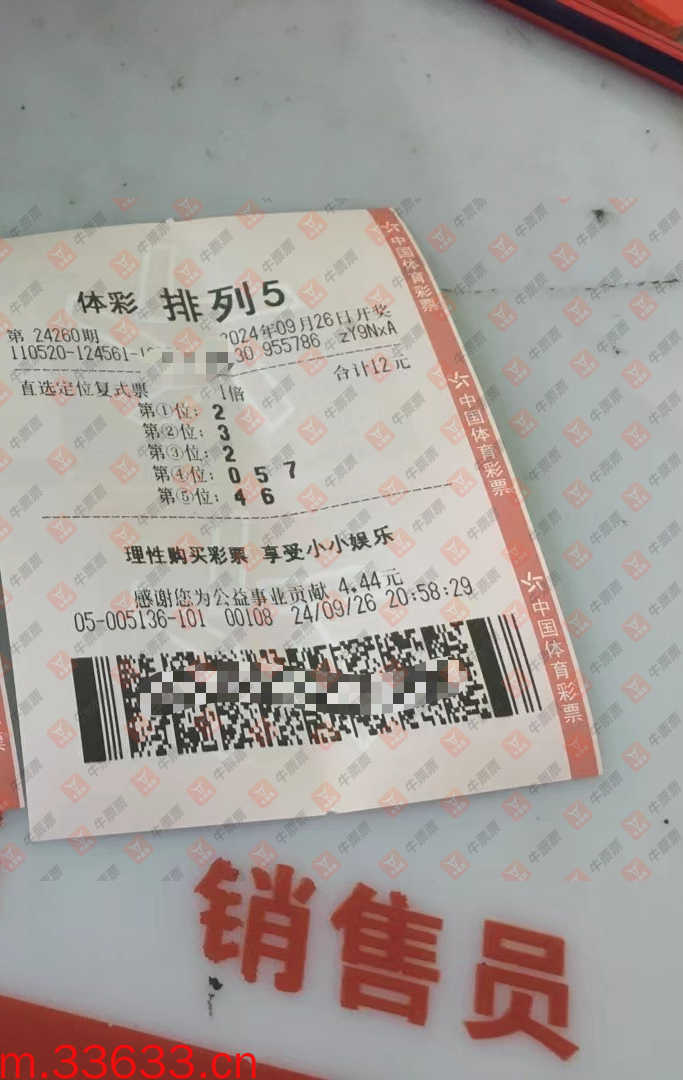 体彩 排列5
第 24260期 2024年09月26日开奖
110520-124561- 30 955786 zY9NxA
直选定位复式票 1倍 合计12元
第①位: 2
第②位: 3
第③位: 2
第④位: 0 5 7
第⑤位: 4 6
理性购买彩票 享受小小娱乐
感谢您为公益事业贡献 4.44元
05-005136-101 00108 24/09/26 20:58:29
中国体育彩票
中国体育彩票
中国体育彩票
牛票票
销售员
m.33633.cn